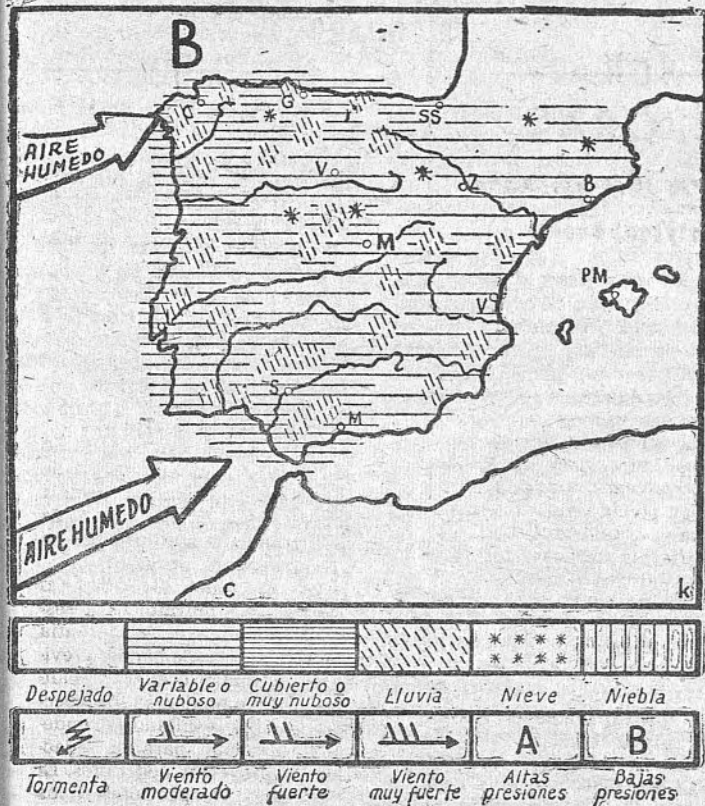 B
AIRE
HUMEDO
C
G
SS
V
Z
B
M
PM
V
L
S
M
AIRE HUMEDO
C
k
Despejado
Variable o
nuboso
Cubierto o
muy nuboso
Lluvia
Nieve
Niebla
A
B
Tormenta
Viento
moderado
Viento
fuerte
Viento
muy fuerte
Altas
presiones
Bajas
presiones